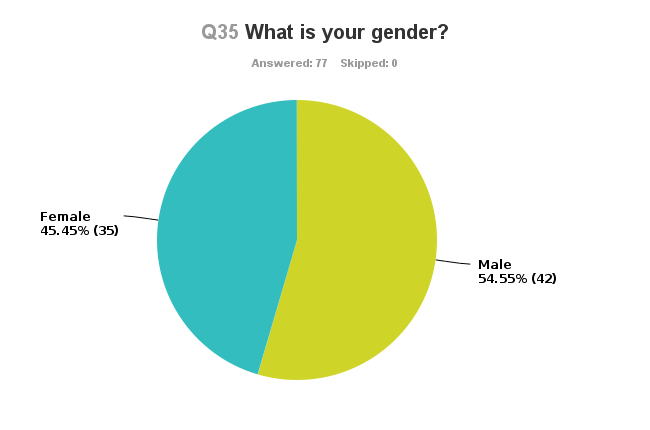 Q35 What is your gender?
Answered: 77 Skipped: 0
Female
45.45% (35)
Male
54.55% (42)